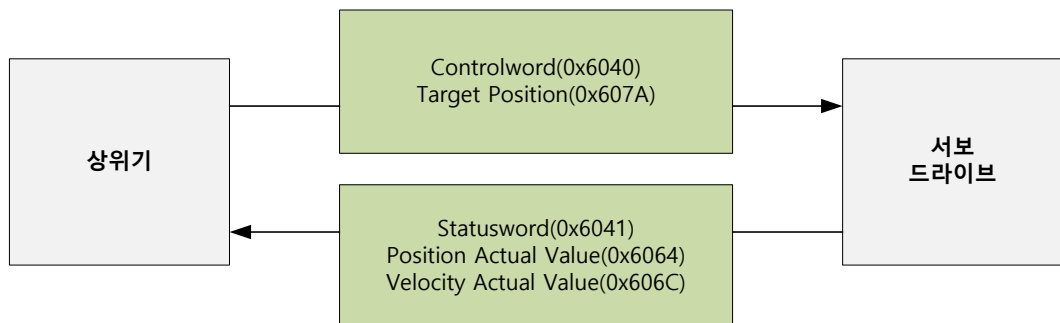 Controlword(0x6040)
Target Position(0x607A)
상위기
서보
드라이브
Statusword(0x6041)
Position Actual Value(0x6064)
Velocity Actual Value(0x606C)